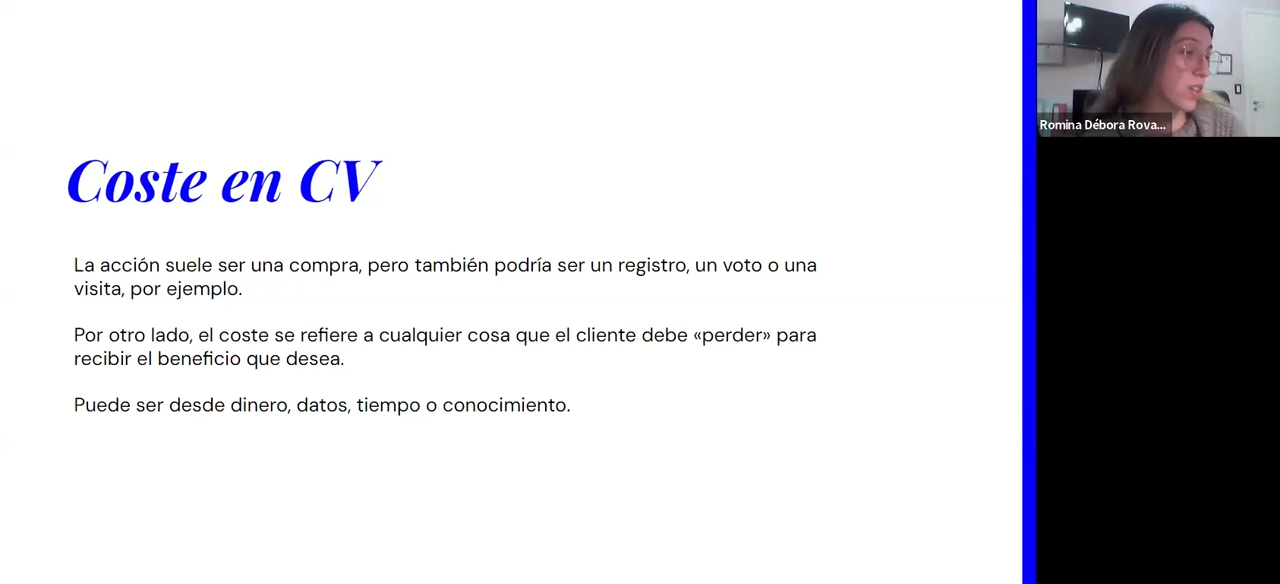 Coste en CV
La acción suele ser una compra, pero también podría ser un registro, un voto o una
visita, por ejemplo.
Por otro lado, el coste se refiere a cualquier cosa que el cliente debe «perder» para
recibir el beneficio que desea.
Puede ser desde dinero, datos, tiempo o conocimiento.
Romina Débora Rova...